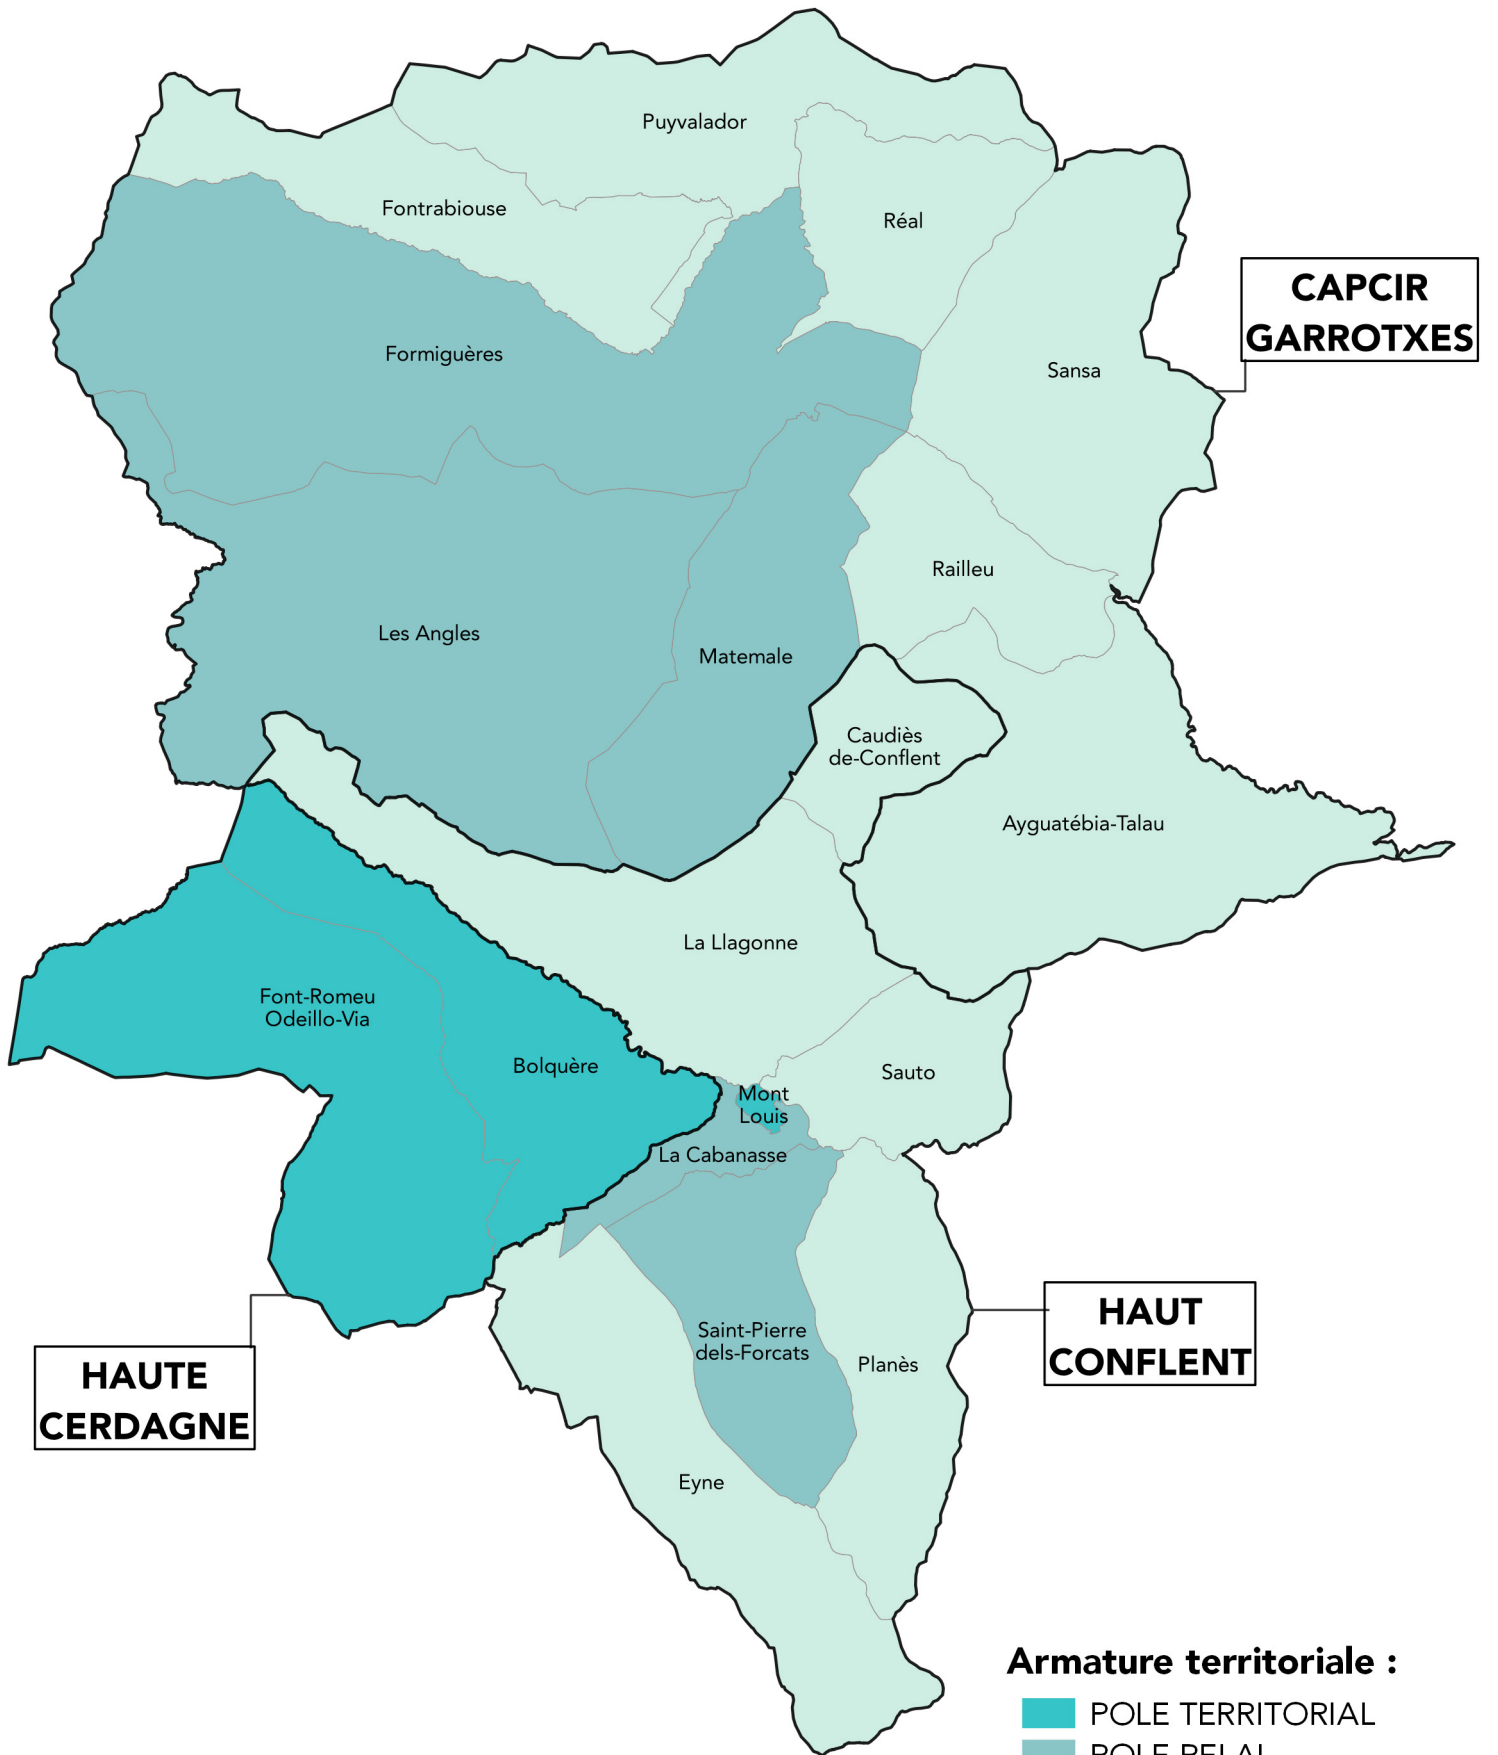 Puyvalador
Fontrabiouse
Réal
CAPCIR
GARROTXES
Formiguères
Sansa
Railleu
Les Angles
Matemale
Caudiès
de-Conflent
Ayguatébia-Talau
La Llagonne
Font-Romeu
Odeillo-Via
Bolquère
Sauto
Mont
Louis
La Cabanasse
HAUT
CONFLENT
Saint-Pierre
dels-Forcats
Planès
HAUTE
CERDAGNE
Eyne
Armature territoriale :
POLE TERRITORIAL
POLE RELAI